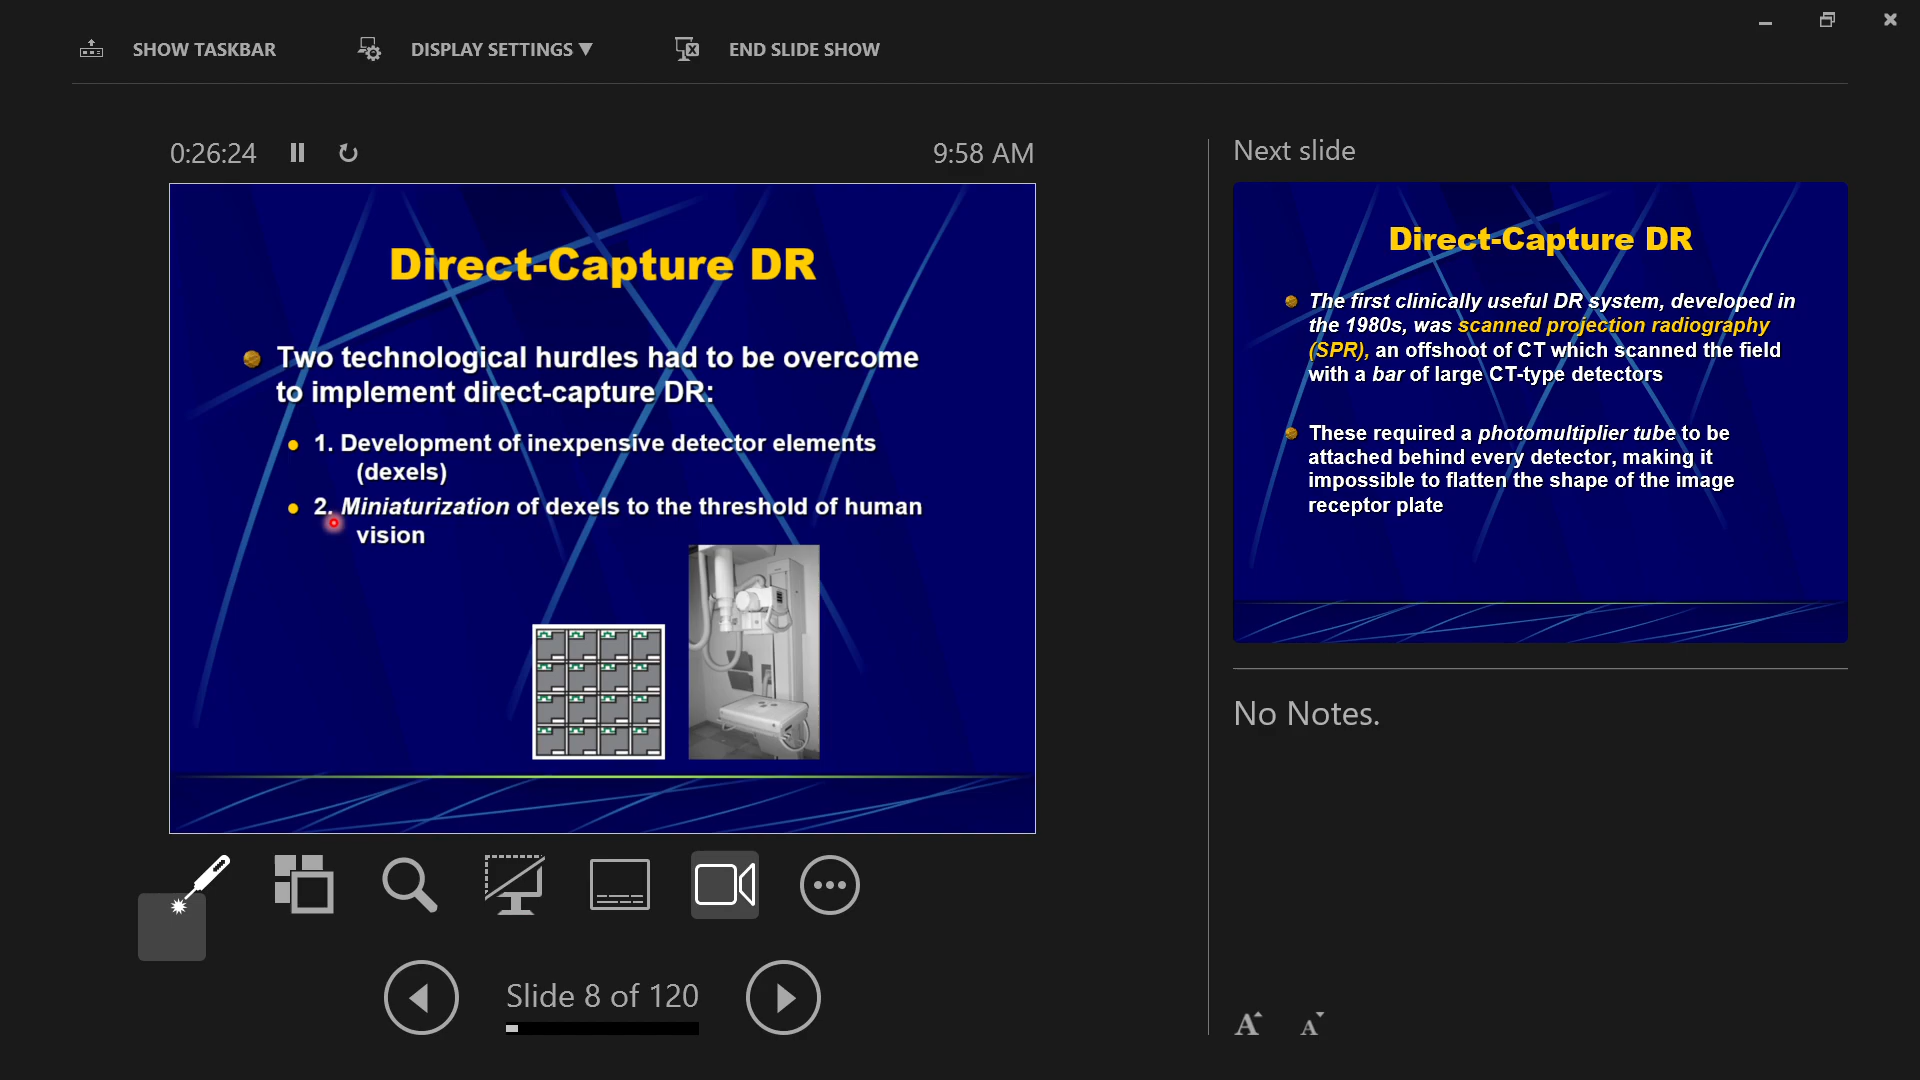 SHOW TASKBAR
DISPLAY SETTINGS ▼
END SLIDE SHOW
0:26:24
9:58 AM
Direct-Capture DR
Two technological hurdles had to be overcome
to implement direct-capture DR:
1. Development of inexpensive detector elements
(dexels)
2. Miniaturization of dexels to the threshold of human
vision
Slide 8 of 120
Next slide
Direct-Capture DR
The first clinically useful DR system, developed in
the 1980s, was scanned projection radiography
(SPR), an offshoot of CT which scanned the field
with a bar of large CT-type detectors
These required a photomultiplier tube to be
attached behind every detector, making it
impossible to flatten the shape of the image
receptor plate
No Notes.
A A